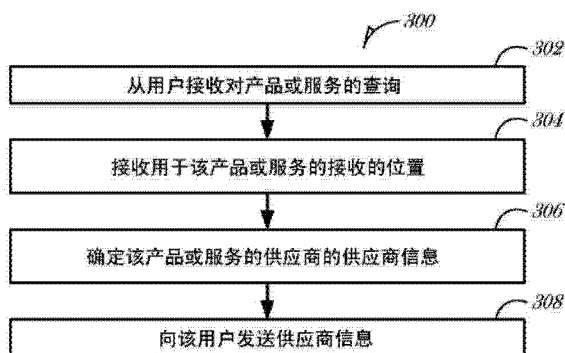 300
302
从用户接收对产品或服务的查询
304
接收用于该产品或服务的接收的位置
306
确定该产品或服务的供应商的供应商信息
308
向该用户发送供应商信息